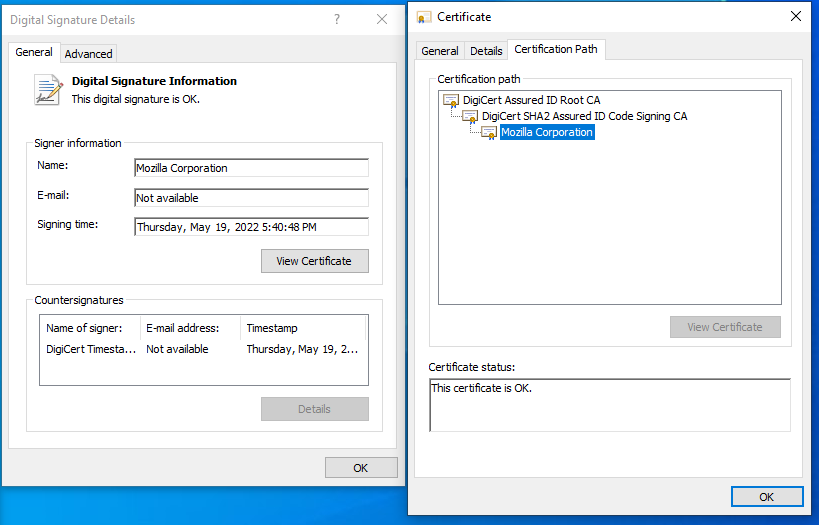 Digital Signature Details
?
General
Advanced
Digital Signature Information
This digital signature is OK.
Signer information
Name:
Mozilla Corporation
E-mail:
Not available
Signing time:
Thursday, May 19, 2022 5:40:48 PM
View Certificate
Countersignatures
Name of signer: E-mail address: Timestamp
DigiCert Timesta... Not available Thursday, May 19, 2...
Details
OK
Certificate
General Details Certification Path
Certification path
DigiCert Assured ID Root CA
DigiCert SHA2 Assured ID Code Signing CA
Mozilla Corporation
View Certificate
Certificate status:
This certificate is OK.
OK